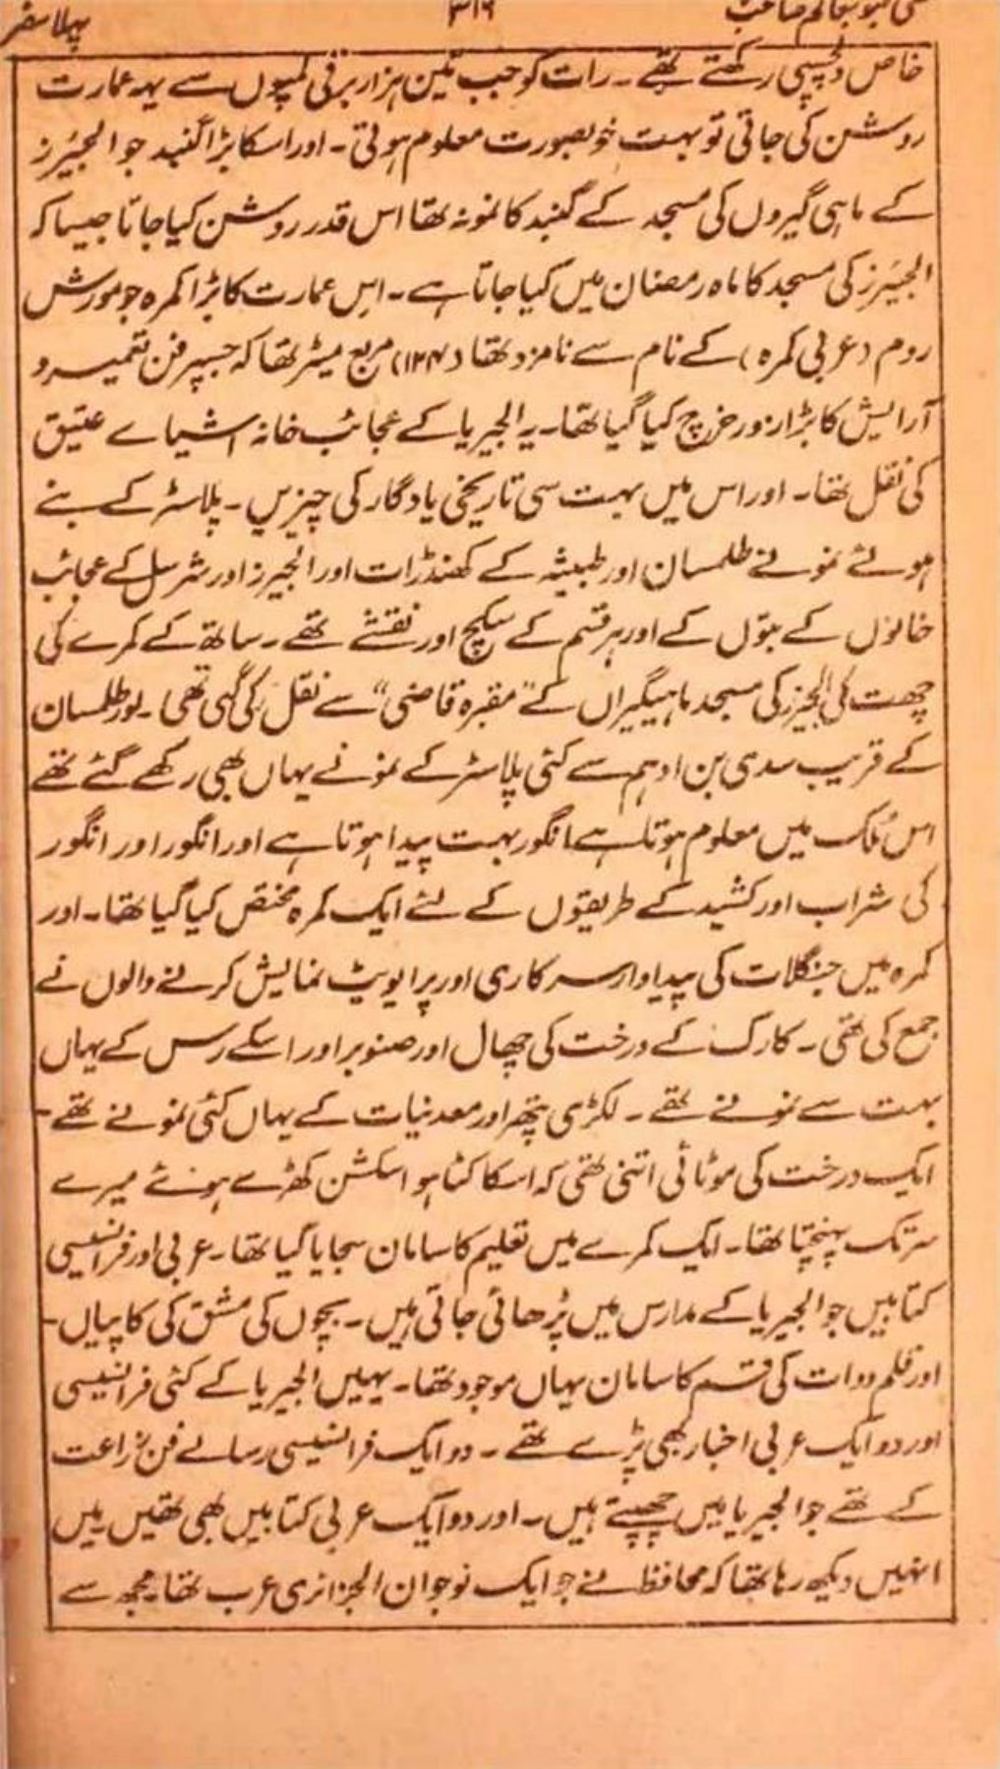 پہلا سفر ۳۱۶ صاحب
خاص دلچسپی رکھتے تھے۔ رات کو جب تین ہزار برقی لمپوں سے یہہ عمارت
روشن کی جاتی تو بہت خوبصورت معلوم ہوتی۔ اور اسکا بڑا گنبد جو الجیرز
کے ماہی گیروں کی مسجد کے گنبد کا نمونہ تھا اس قدر روشن کیا جاتا جیسا کہ
الجیرز کی مسجد کا ماہ رمضان میں کیا جاتا ہے۔ اس عمارت کا بڑا کمرہ جو مورش
روم (عربی کمرہ) کے نام سے نامزد تھا (۱۲۴) مربع میٹر تھا کہ جسپر فن تعمیر و
آرایش کا بڑا زور خرچ کیا گیا تھا۔ یہ الجیریا کے عجائب خانہ اشیاے عتیق
کی نقل تھا۔ اور اس میں بہت سی تاریخی یادگار کی چیزیں۔ پلاسٹر کے بنے
ہوئے نمونے طلمسان اور طبیشہ کے کھنڈرات اور الجیرز اور شرسل کے عجائب
خانوں کے بتوں کے اور ہر قسم کے سکیچ اور نقشے تھے۔ ساتھ کے کمرے کی
چھت کی الجیرز کی مسجد ماہیگیراں کے "مقبرہ قاضی" سے نقل کی گئی تھی۔ اور طلمسان
کے قریب سدی بن ادہم سے کئی پلاسٹر کے نمونے یہاں بھی رکھے گئے تھے
اس ملک میں معلوم ہوتا ہے انگور بہت پیدا ہوتا ہے اور انگور اور انگور
کی شراب اور کشید کے طریقوں کے لئے ایک کمرہ مختص کیا گیا تھا۔ اور
کمرہ میں جنگلات کی پیداوار سرکاری اور پرایویٹ نمایش کرنے والوں نے
جمع کی تھی۔ کارک کے درخت کی چھال اور صنوبر اور اسکے رس کے یہاں
بہت سے نمونے تھے۔ لکڑی پتھر اور معدنیات کے یہاں کئی نمونے تھے۔
ایک درخت کی موٹائی اتنی تھی کہ اسکا کٹا ہوا سکشن کھڑے ہوئے میرے
سر تک پہنچتا تھا۔ ایک کمرے میں تعلیم کا سامان سجایا گیا تھا۔ عربی اور فرانسیسی
کتابیں جو الجیریا کے مدارس میں پڑھائی جاتی ہیں۔ بچوں کی مشق کی کاپیاں۔
اور قلم دوات کی قسم کا سامان یہاں موجود تھا۔ یہیں الجیریا کے کئی فرانسیسی
اور دو ایک عربی اخبار بھی پڑے تھے۔ دو ایک فرانسیسی رسالے فن زراعت
کے تھے جو الجیریا میں چھپتے ہیں۔ اور دو ایک عربی کتابیں بھی تھیں میں
انہیں دیکھ رہا تھا کہ محافظ نے جو ایک نوجوان الجزائری عرب تھا۔ مجھ سے